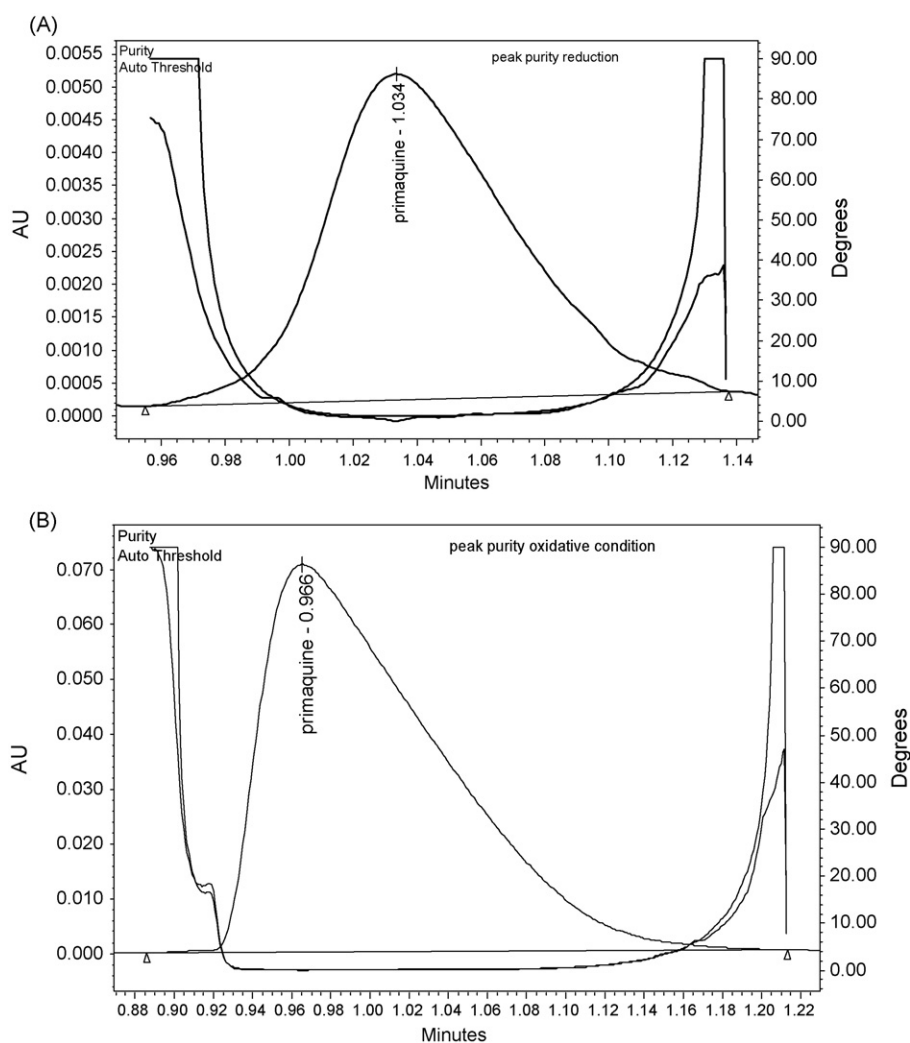 (A)
Purity
Auto Threshold
peak purity reduction
primaquine - 1.034
AU
0.0055
0.0050
0.0045
0.0040
0.0035
0.0030
0.0025
0.0020
0.0015
0.0010
0.0005
0.0000
90.00
80.00
70.00
60.00
50.00
40.00
30.00
20.00
10.00
0.00
Degrees
0.96 0.98 1.00 1.02 1.04 1.06 1.08 1.10 1.12 1.14
Minutes
(B)
Purity
Auto Threshold
peak purity oxidative condition
primaquine - 0.966
AU
0.070
0.060
0.050
0.040
0.030
0.020
0.010
0.000
90.00
80.00
70.00
60.00
50.00
40.00
30.00
20.00
10.00
0.00
Degrees
0.88 0.90 0.92 0.94 0.96 0.98 1.00 1.02 1.04 1.06 1.08 1.10 1.12 1.14 1.16 1.18 1.20 1.22
Minutes